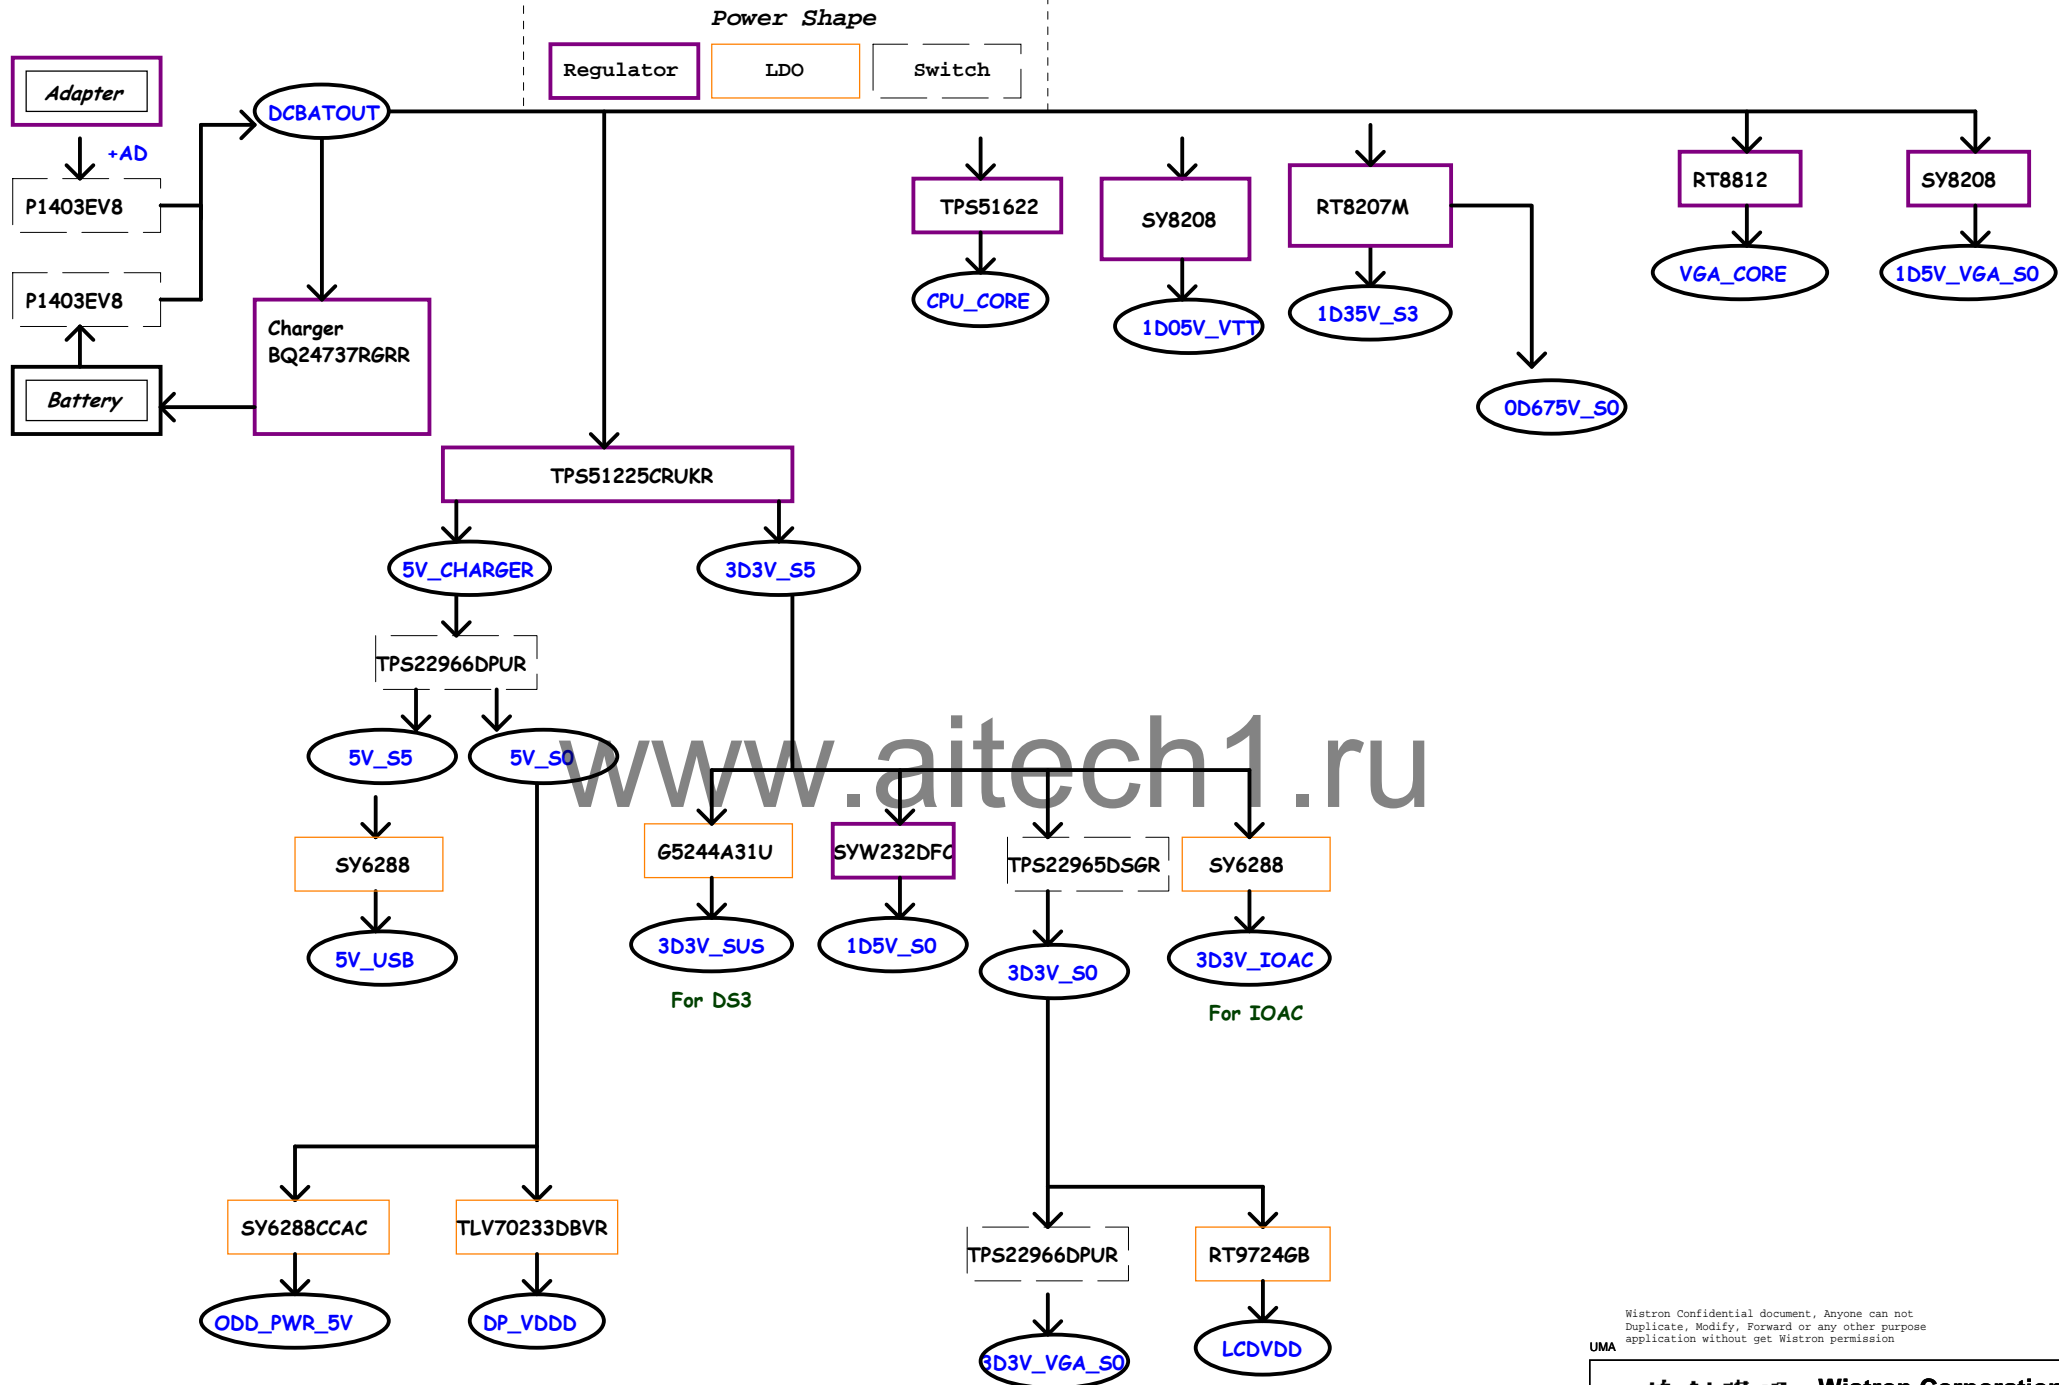 Power Shape
Regulator
LDO
Switch
Adapter
DCBATOUT
+AD
P1403EV8
P1403EV8
Charger
BQ24737RGRR
Battery
TPS51622
SY8208
RT8207M
RT8812
SY8208
CPU_CORE
1D05V_VTT
1D35V_S3
VGA_CORE
1D5V_VGA_S0
0D675V_S0
TPS51225CRUKR
5V_CHARGER
3D3V_S5
TPS22966DPUR
5V_S5
5V_S0
www.aitech1.ru
SY6288
G5244A31U
SYW232DFC
TPS22965DSGR
SY6288
5V_USB
3D3V_SUS
1D5V_S0
3D3V_S0
3D3V_IOAC
For DS3
For IOAC
SY6288CCAC
TLV70233DBVR
TPS22966DPUR
RT9724GB
ODD_PWR_5V
DP_VDDD
3D3V_VGA_S0
LCDVDD
Wistron Confidential document, Anyone can not
Duplicate, Modify, Forward or any other purpose
application without get Wistron permission
UMA
Wistron Corporation